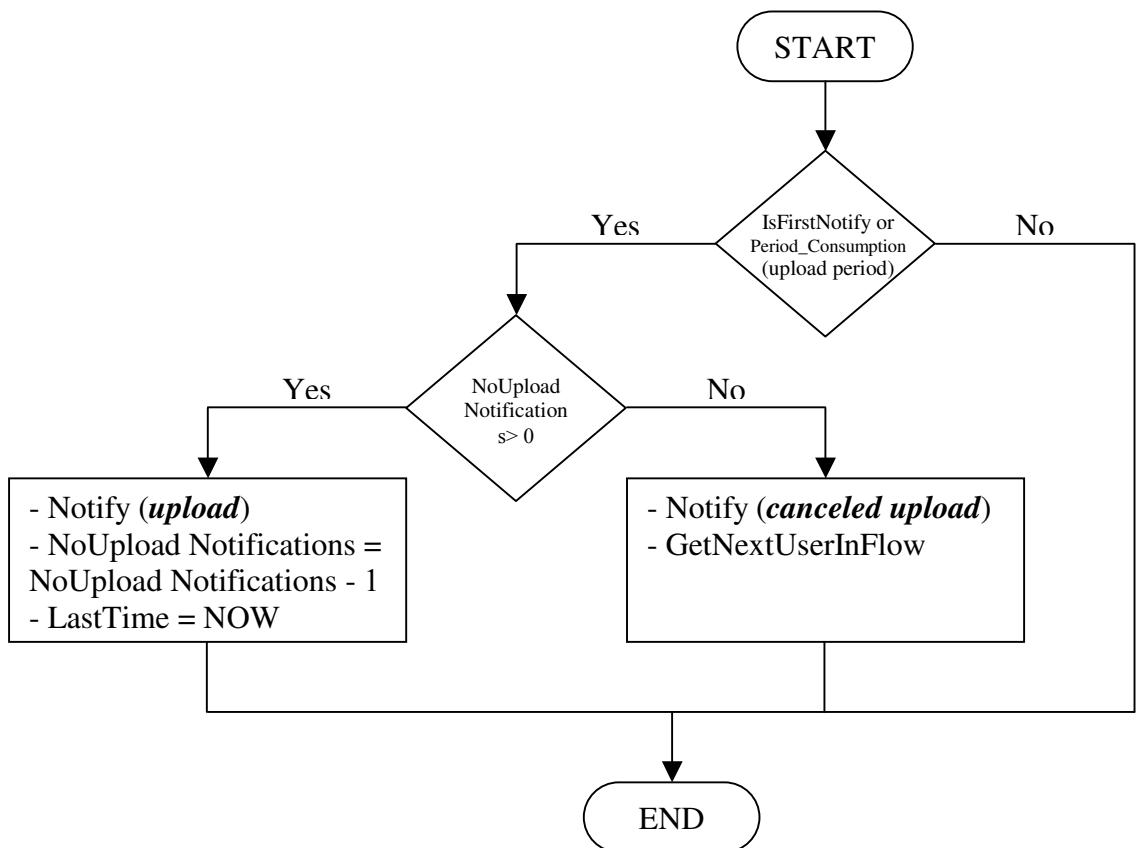 START
Yes
IsFirstNotify or
Period_Consumption
(upload period)
No
Yes
NoUpload
Notification
s> 0
No
- Notify (upload)
- NoUpload Notifications =
NoUpload Notifications - 1
- LastTime = NOW
- Notify (canceled upload)
- GetNextUserInFlow
END